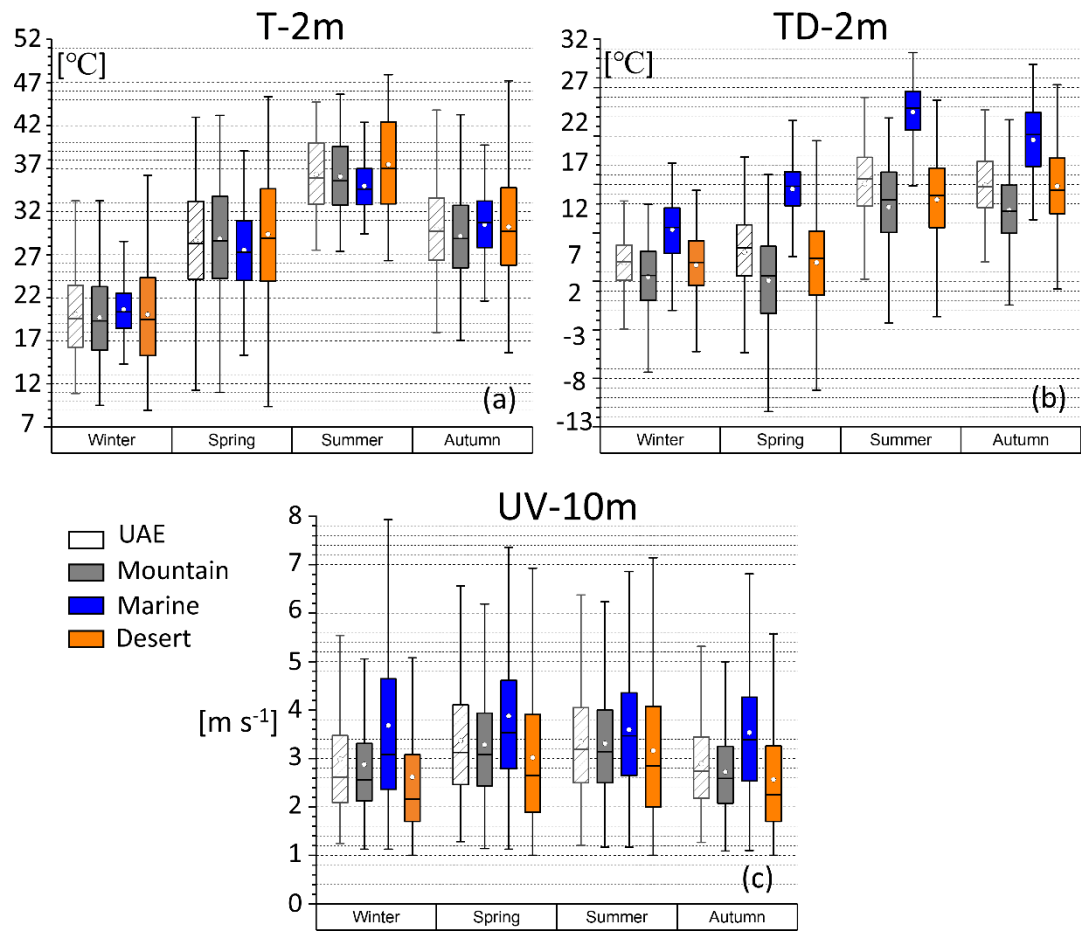 T-2m
[°C]
52
47
42
37
32
27
22
17
12
7
(a)
Winter Spring Summer Autumn
TD-2m
[°C]
32
27
22
17
12
7
2
-3
-8
-13
(b)
Winter Spring Summer Autumn
UAE
Mountain
Marine
Desert
UV-10m
[m s⁻¹]
8
7
6
5
4
3
2
1
0
(c)
Winter Spring Summer Autumn